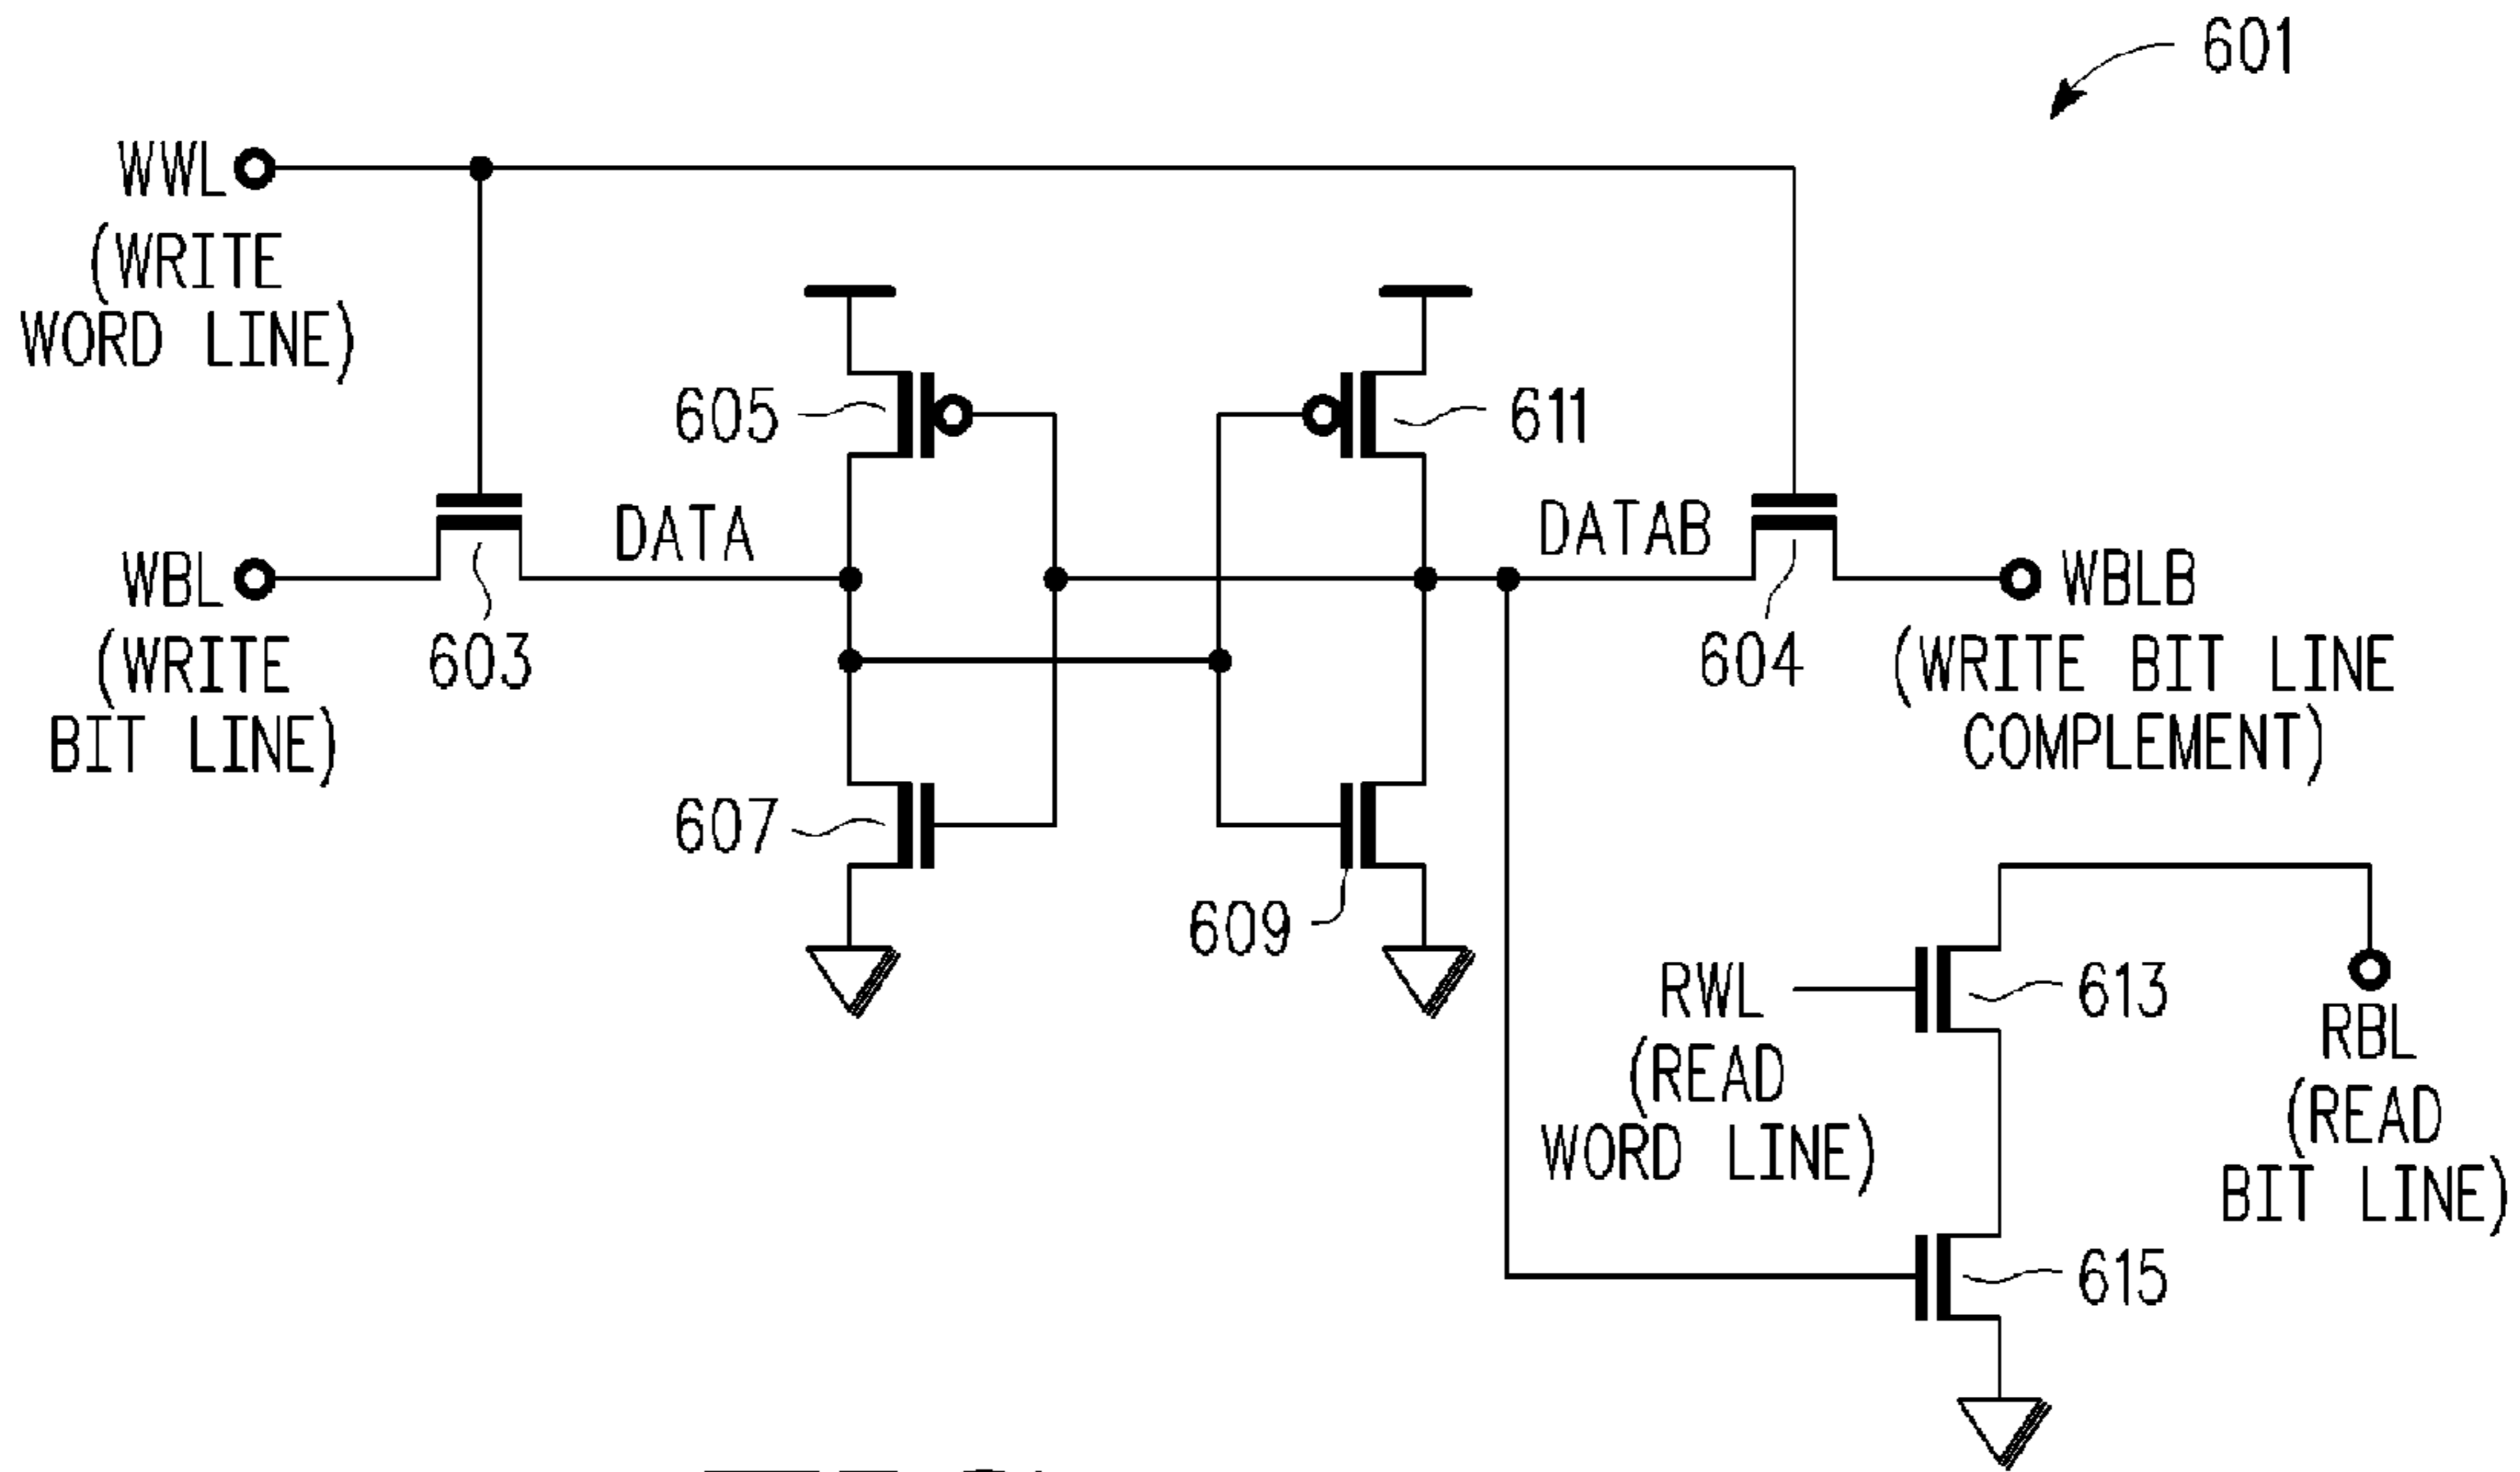 601
WWL
(WRITE
WORD LINE)
605
611
DATA
DATAB
WBL
(WRITE
BIT LINE)
603
604
WBLB
(WRITE BIT LINE
COMPLEMENT)
607
609
RWL
(READ
WORD LINE)
613
RBL
(READ
BIT LINE)
615